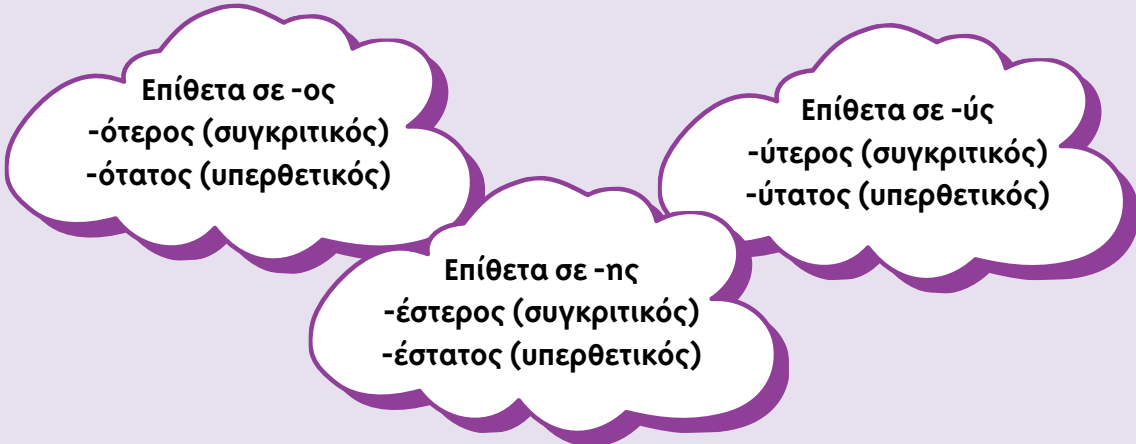 Επίθετα σε -ος
-ότερος (συγκριτικός)
-ότατος (υπερθετικός)
Επίθετα σε -ύς
-ύτερος (συγκριτικός)
-ύτατος (υπερθετικός)
Επίθετα σε -ης
-έστερος (συγκριτικός)
-έστατος (υπερθετικός)